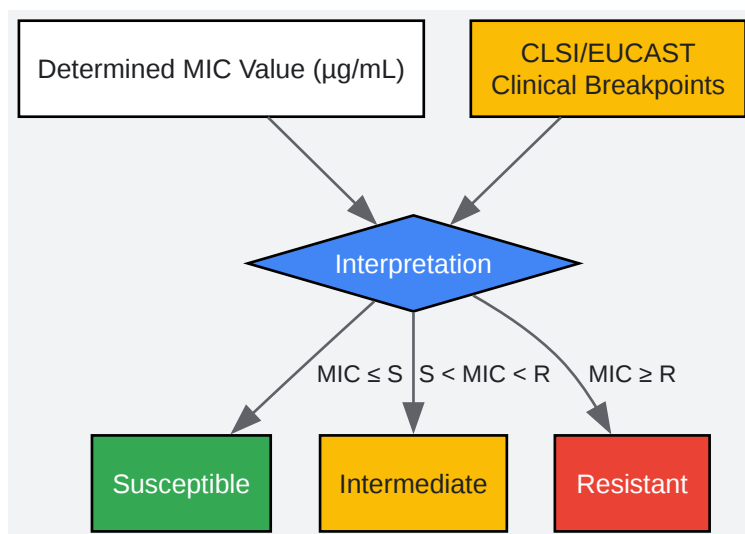 Determined MIC Value (µg/mL)
CLSI/EUCAST
Clinical Breakpoints
Interpretation
MIC ≤ S
S < MIC < R
MIC ≥ R
Susceptible
Intermediate
Resistant